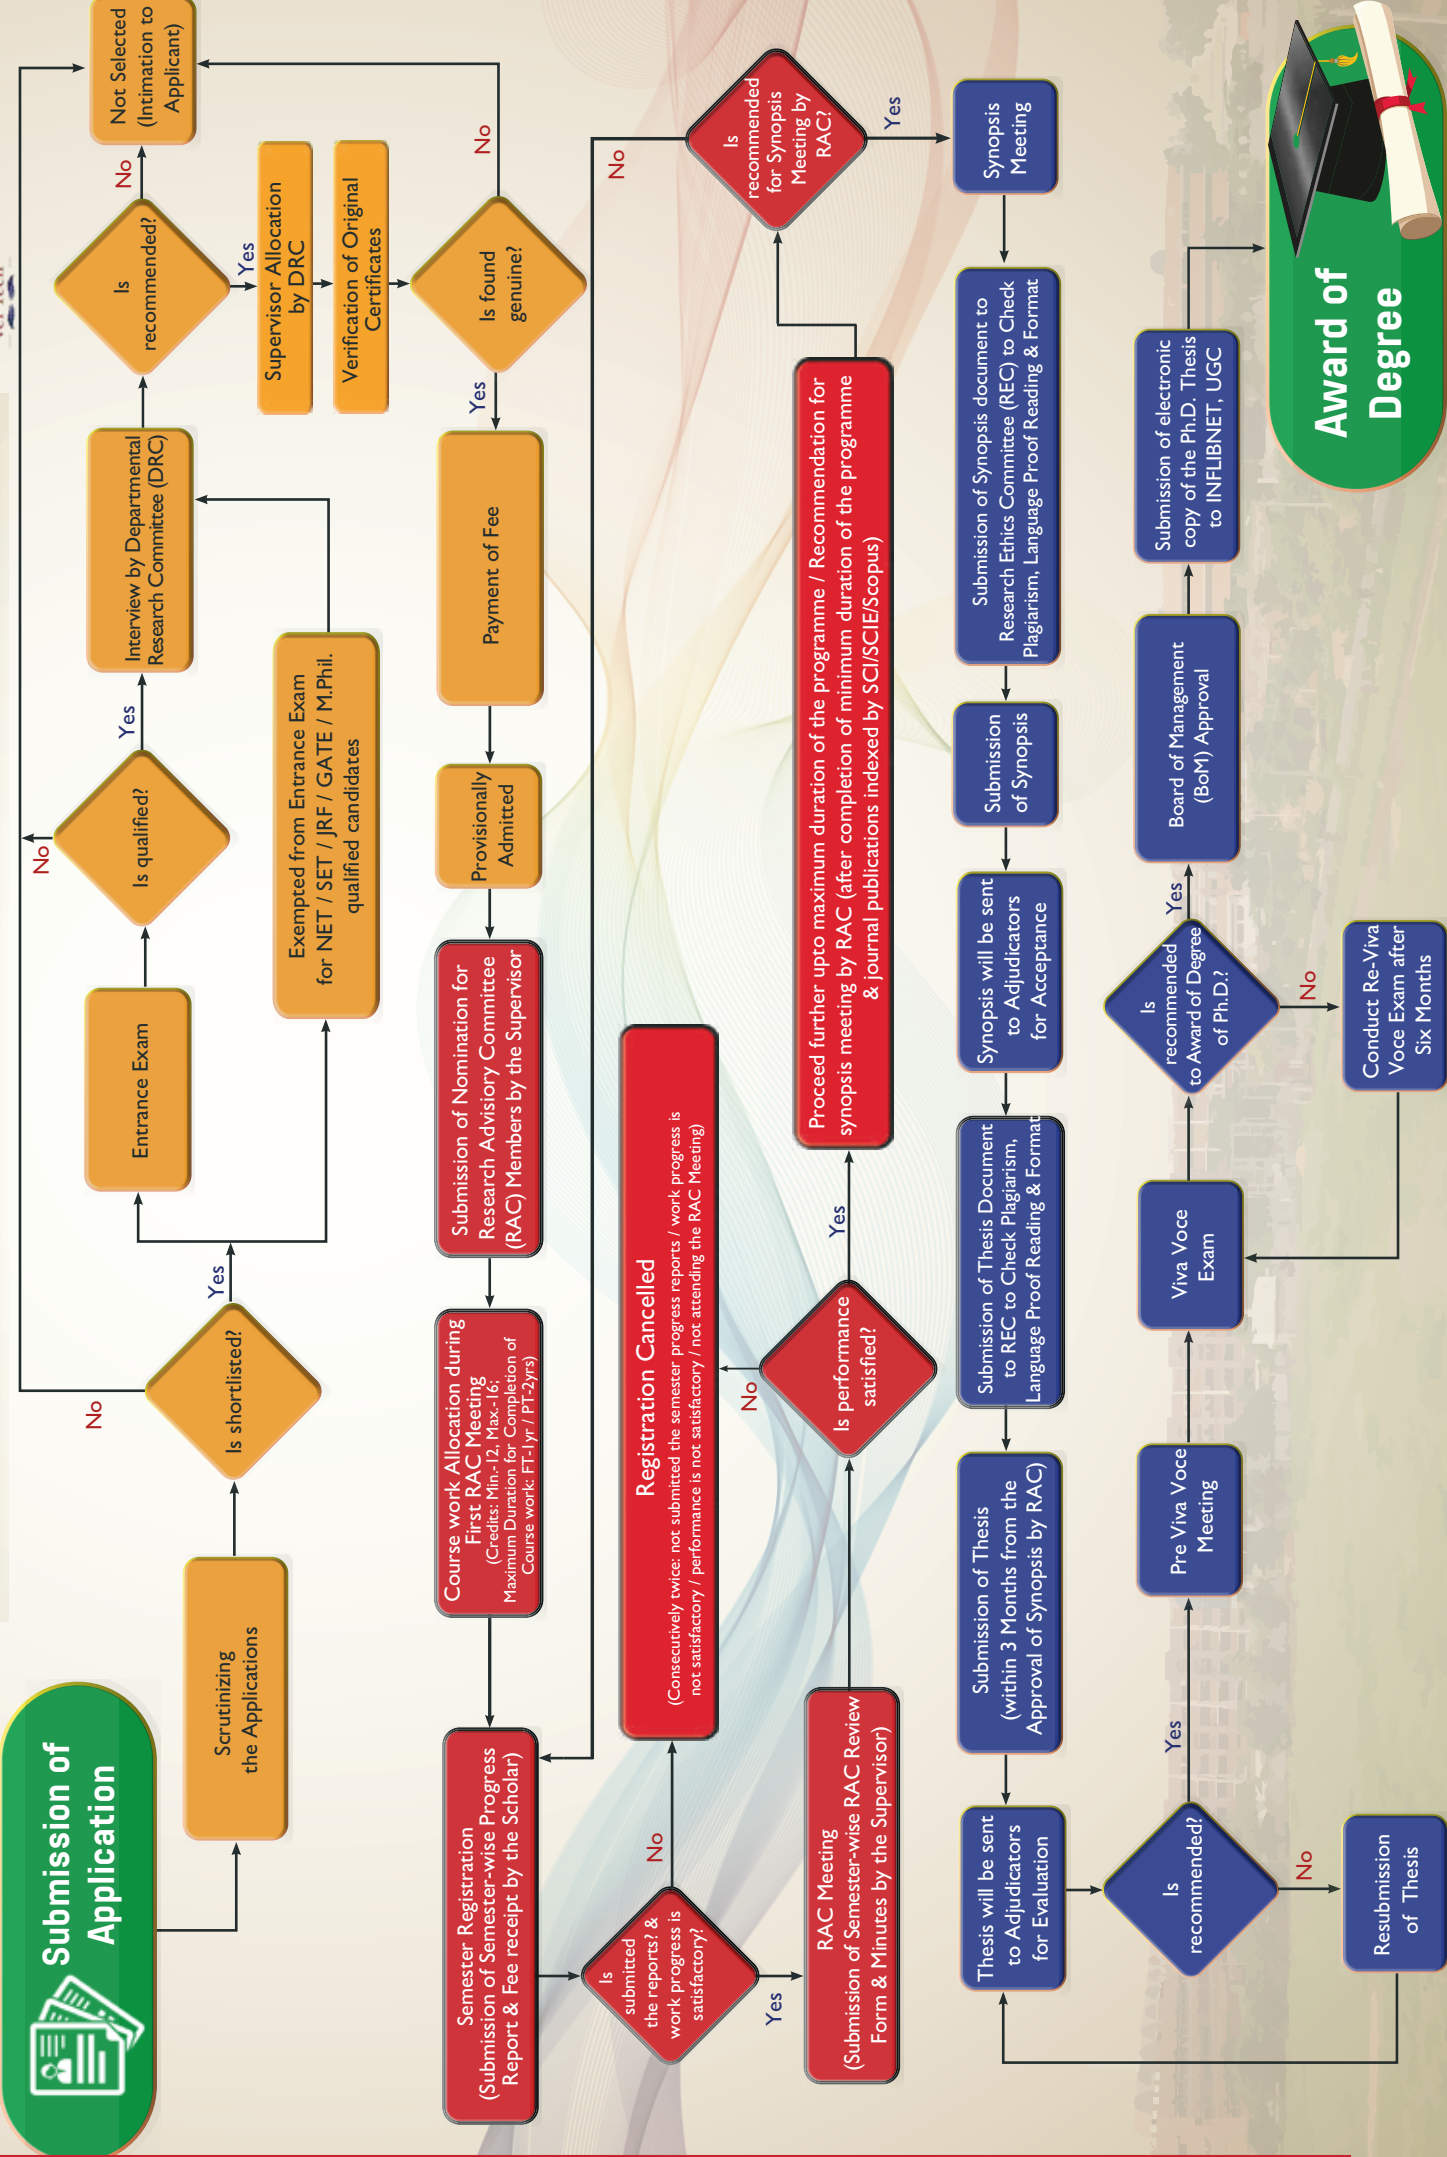 Submission of
Application
Scrutinizing
the Applications
Is shortlisted?
No
Yes
Entrance Exam
Exempted from Entrance Exam
for NET / SET / JRF / GATE / M.Phil.
qualified candidates
Is qualified?
No
Yes
Interview by Departmental
Research Committee (DRC)
Is
recommended?
No
Not Selected
(Intimation to
Applicant)
Yes
Supervisor Allocation
by DRC
Verification of Original
Certificates
Is found
genuine?
No
Yes
Payment of Fee
Provisionally
Admitted
Submission of Nomination for
Research Advisory Committee
(RAC) Members by the Supervisor
Course work Allocation during
First RAC Meeting
(Credits: Min.-12, Max.-16;
Maximum Duration for Completion of
Course work: FT-1yr / PT-2yrs)
Semester Registration
(Submission of Semester-wise Progress
Report & Fee receipt by the Scholar)
Is
submitted
the reports? &
work progress is
satisfactory?
No
Registration Cancelled
(Consecutively twice: not submitted the semester progress reports / work progress is
not satisfactory / performance is not satisfactory / not attending the RAC Meeting)
Yes
RAC Meeting
(Submission of Semester-wise RAC Review
Form & Minutes by the Supervisor)
Is performance
satisfied?
No
Yes
Proceed further upto maximum duration of the programme / Recommendation for
synopsis meeting by RAC (after completion of minimum duration of the programme
& journal publications indexed by SCI/SCIE/Scopus)
Is
recommended
for Synopsis
Meeting by
RAC?
No
Yes
Synopsis
Meeting
Submission of Synopsis document to
Research Ethics Committee (REC) to Check
Plagiarism, Language Proof Reading & Format
Submission
of Synopsis
Synopsis will be sent
to Adjudicators
for Acceptance
Submission of Thesis Document
to REC to Check Plagiarism,
Language Proof Reading & Format
Submission of Thesis
(within 3 Months from the
Approval of Synopsis by RAC)
Thesis will be sent
to Adjudicators
for Evaluation
Is
recommended?
No
Resubmission
of Thesis
Yes
Pre Viva Voce
Meeting
Viva Voce
Exam
Is
recommended
to Award of Degree
of Ph.D.?
No
Conduct Re-Viva
Voce Exam after
Six Months
Yes
Board of Management
(BoM) Approval
Submission of electronic
copy of the Ph.D. Thesis
to INFLIBNET, UGC
Award of
Degree